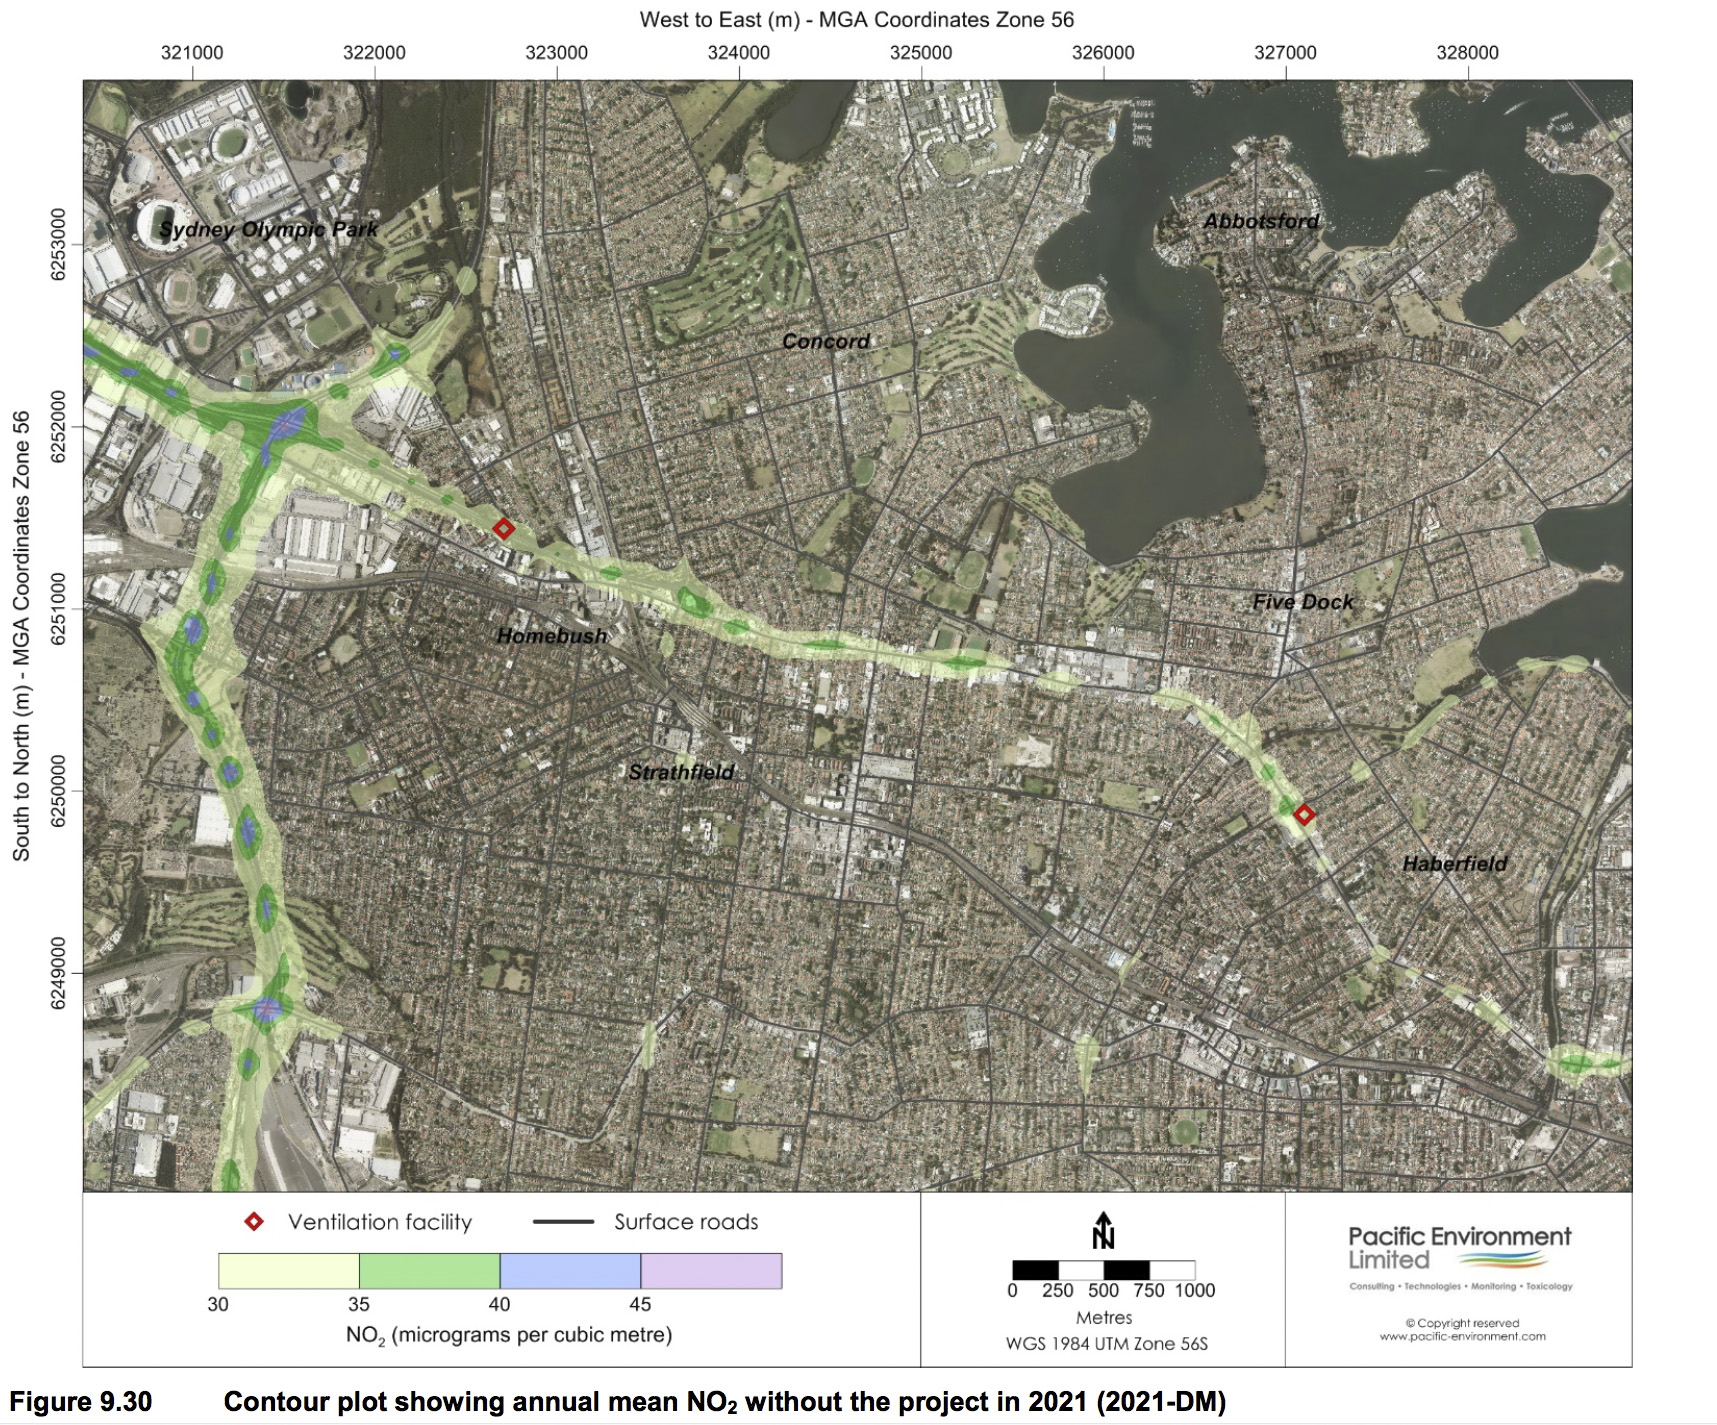 West to East (m) - MGA Coordinates Zone 56
321000 322000 323000 324000 325000 326000 327000 328000
South to North (m) - MGA Coordinates Zone 56
6253000
6252000
6251000
6250000
6249000
Sydney Olympic Park
Abbotsford
Concord
Five Dock
Homebush
Strathfield
Haberfield
Ventilation facility
Surface roads
30 35 40 45
NO₂ (micrograms per cubic metre)
N
0 250 500 750 1000
Metres
WGS 1984 UTM Zone 56S
Pacific Environment
Limited
Consulting • Technologies • Monitoring • Toxicology
© Copyright reserved
www.pacific-environment.com
Figure 9.30 Contour plot showing annual mean NO₂ without the project in 2021 (2021-DM)